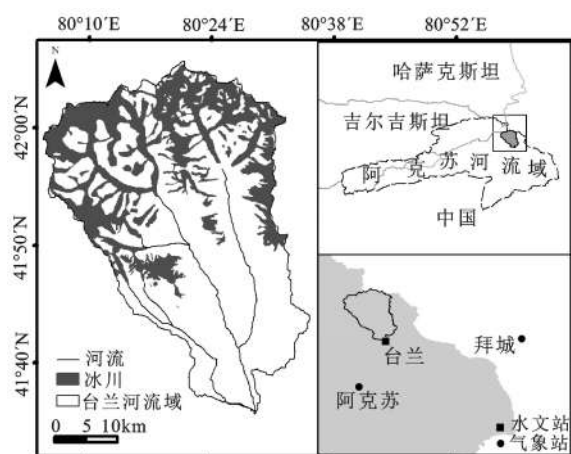 80°10′E 80°24′E 80°38′E 80°52′E
N
42°00′N
41°50′N
41°40′N
河流
冰川
台兰河流域
0 5 10km
哈萨克斯坦
吉尔吉斯斯坦
阿克苏河流域
中国
台兰
拜城
阿克苏
水文站
气象站